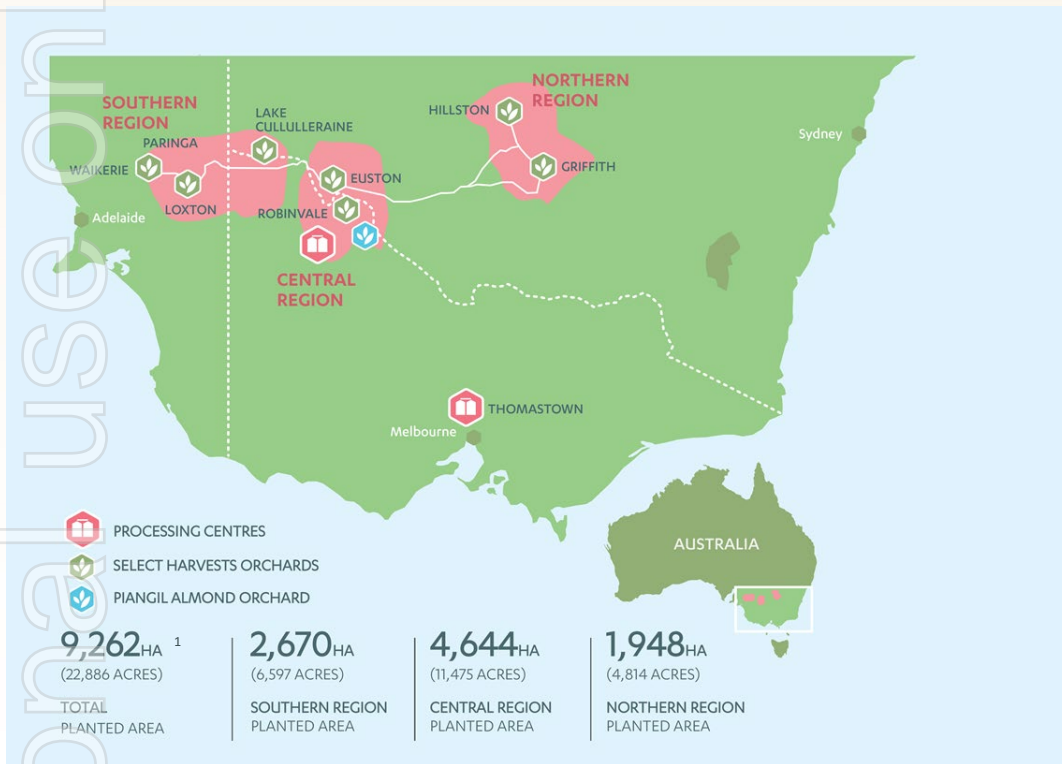 NORTHERN
REGION
SOUTHERN
REGION
LAKE
CULLULLERAINE
HILLSTON
PARINGA
Sydney
WAIKERIE
GRIFFITH
EUSTON
LOXTON
ROBINVALE
Adelaide
CENTRAL
REGION
THOMASTOWN
Melbourne
PROCESSING CENTRES
SELECT HARVESTS ORCHARDS
PIANGIL ALMOND ORCHARD
AUSTRALIA
9,262HA 1
(22,886 ACRES)
TOTAL
PLANTED AREA
2,670HA
(6,597 ACRES)
SOUTHERN REGION
PLANTED AREA
4,644HA
(11,475 ACRES)
CENTRAL REGION
PLANTED AREA
1,948HA
(4,814 ACRES)
NORTHERN REGION
PLANTED AREA